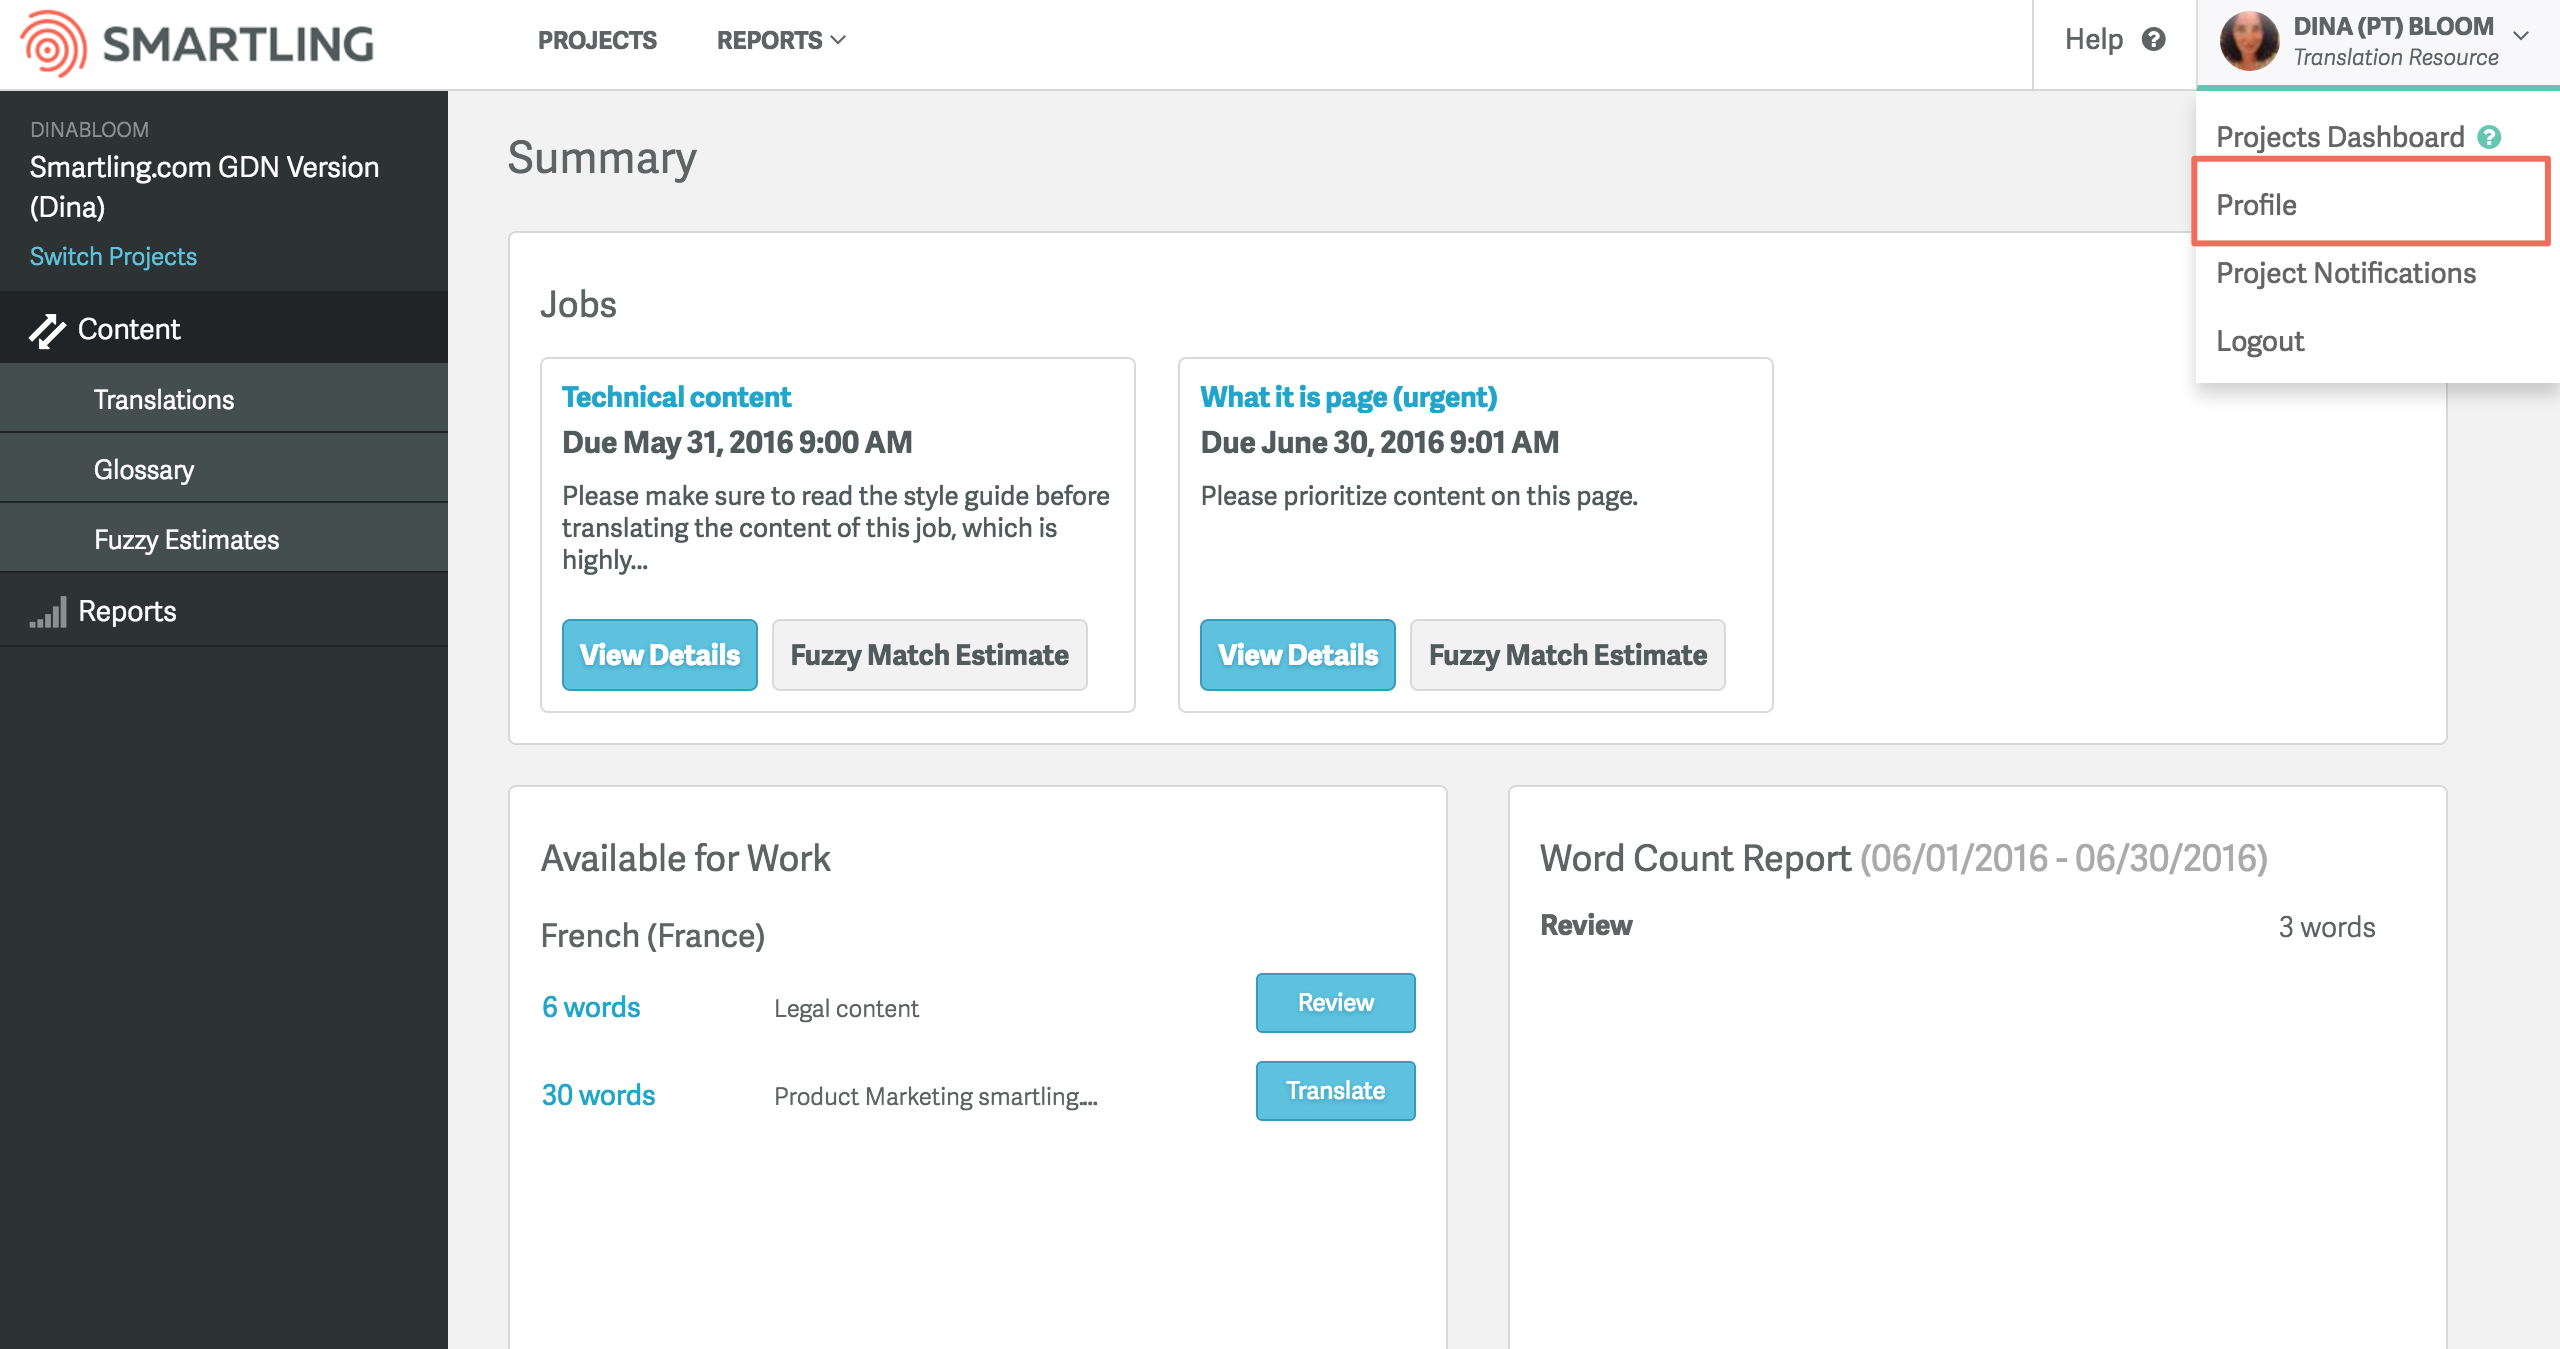 SMARTLING
PROJECTS
REPORTS
Help ?
DINA (PT) BLOOM
Translation Resource
Projects Dashboard ?
Profile
Project Notifications
Logout
DINABLOOM
Smartling.com GDN Version
(Dina)
Switch Projects
Content
Translations
Glossary
Fuzzy Estimates
Reports
Summary
Jobs
Technical content
Due May 31, 2016 9:00 AM
Please make sure to read the style guide before
translating the content of this job, which is
highly...
View Details
Fuzzy Match Estimate
What it is page (urgent)
Due June 30, 2016 9:01 AM
Please prioritize content on this page.
View Details
Fuzzy Match Estimate
Available for Work
French (France)
6 words
Legal content
Review
30 words
Product Marketing smartling....
Translate
Word Count Report (06/01/2016 - 06/30/2016)
Review
3 words